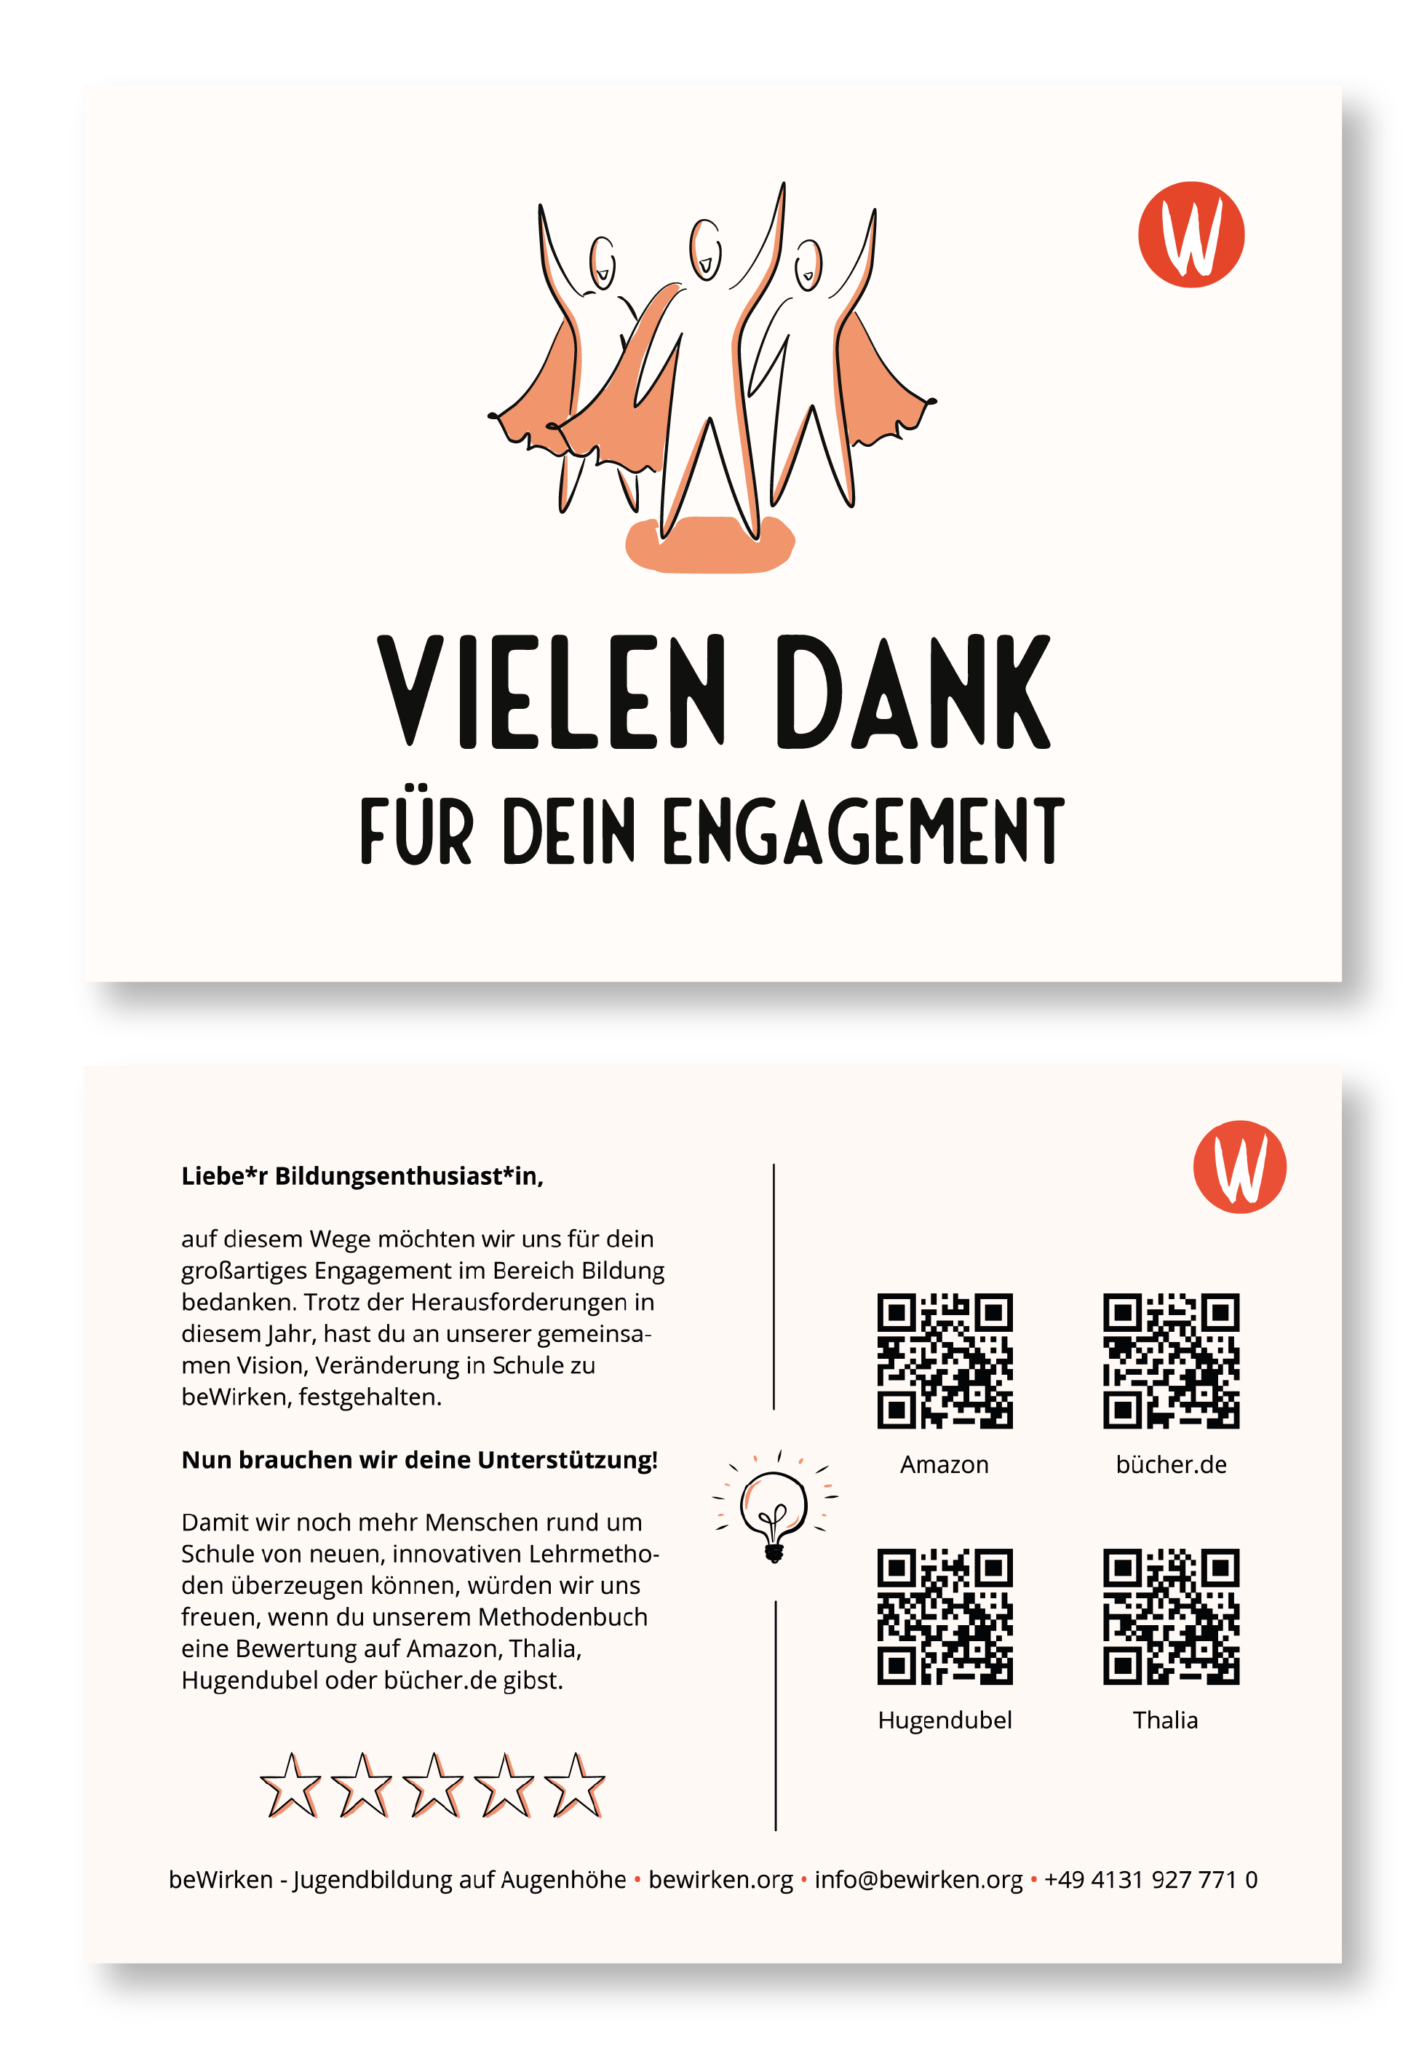 W
VIELEN DANK
FÜR DEIN ENGAGEMENT
W
Liebe*r Bildungsenthusiast*in,
auf diesem Wege möchten wir uns für dein
großartiges Engagement im Bereich Bildung
bedanken. Trotz der Herausforderungen in
diesem Jahr, hast du an unserer gemeinsa-
men Vision, Veränderung in Schule zu
beWirken, festgehalten.
Nun brauchen wir deine Unterstützung!
Damit wir noch mehr Menschen rund um
Schule von neuen, innovativen Lehrmetho-
den überzeugen können, würden wir uns
freuen, wenn du unserem Methodenbuch
eine Bewertung auf Amazon, Thalia,
Hugendubel oder bücher.de gibst.
Amazon
bücher.de
Hugendubel
Thalia
beWirken - Jugendbildung auf Augenhöhe • bewirken.org • info@bewirken.org • +49 4131 927 771 0